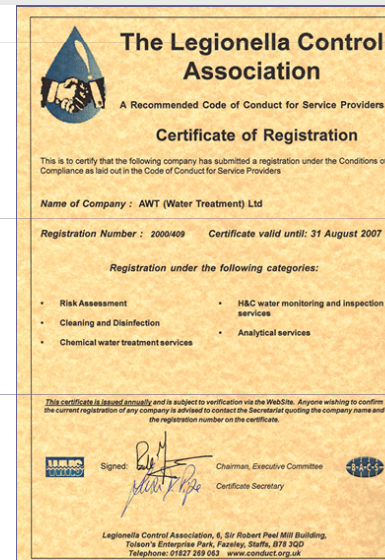 The Legionella Control
Association
A Recommended Code of Conduct for Service Providers
Certificate of Registration
This is to certify that the following company has submitted a registration under the Conditions of
Compliance as laid out in the Code of Conduct for Service Providers
Name of Company : AWT (Water Treatment) Ltd
Registration Number : 2000/409 Certificate valid until: 31 August 2007
Registration under the following categories:
• Risk Assessment
• Cleaning and Disinfection
• Chemical water treatment services
• H&C water monitoring and inspection
services
• Analytical services
This certificate is issued annually and is subject to verification via the WebSite. Anyone wishing to confirm
the current registration of any company is advised to contact the Secretariat quoting the company name and
the registration number on the certificate.
Signed:
Chairman, Executive Committee
Certificate Secretary
B·A·C·S
Legionella Control Association, 6, Sir Robert Peel Mill Building,
Tolson's Enterprise Park, Fazeley, Staffs, B78 3QD
Telephone: 01827 269 063 www.conduct.org.uk